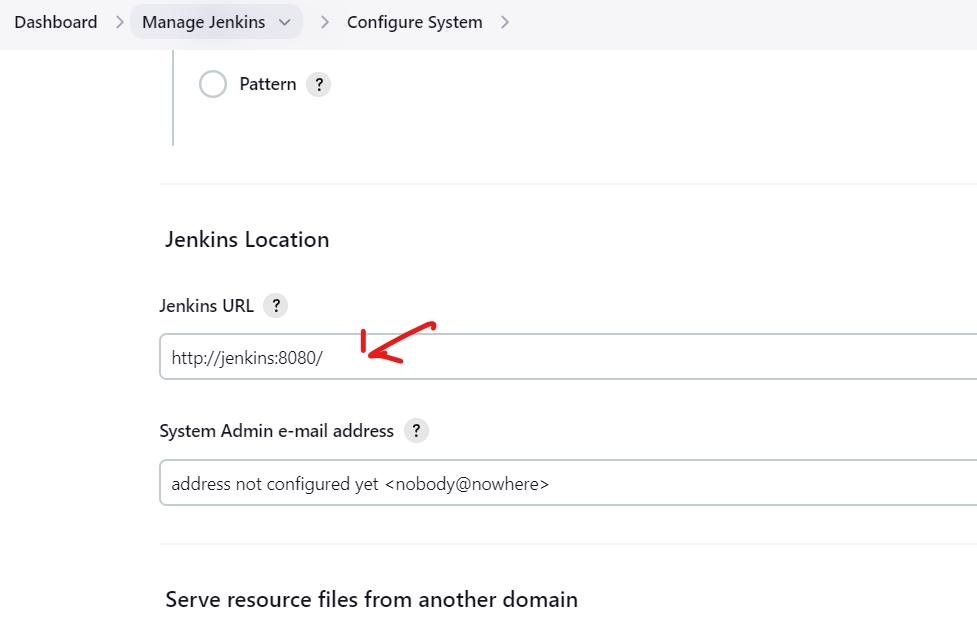 Dashboard > Manage Jenkins > Configure System >
Pattern ?
Jenkins Location
Jenkins URL ?
http://jenkins:8080/
System Admin e-mail address ?
address not configured yet <nobody@nowhere>
Serve resource files from another domain